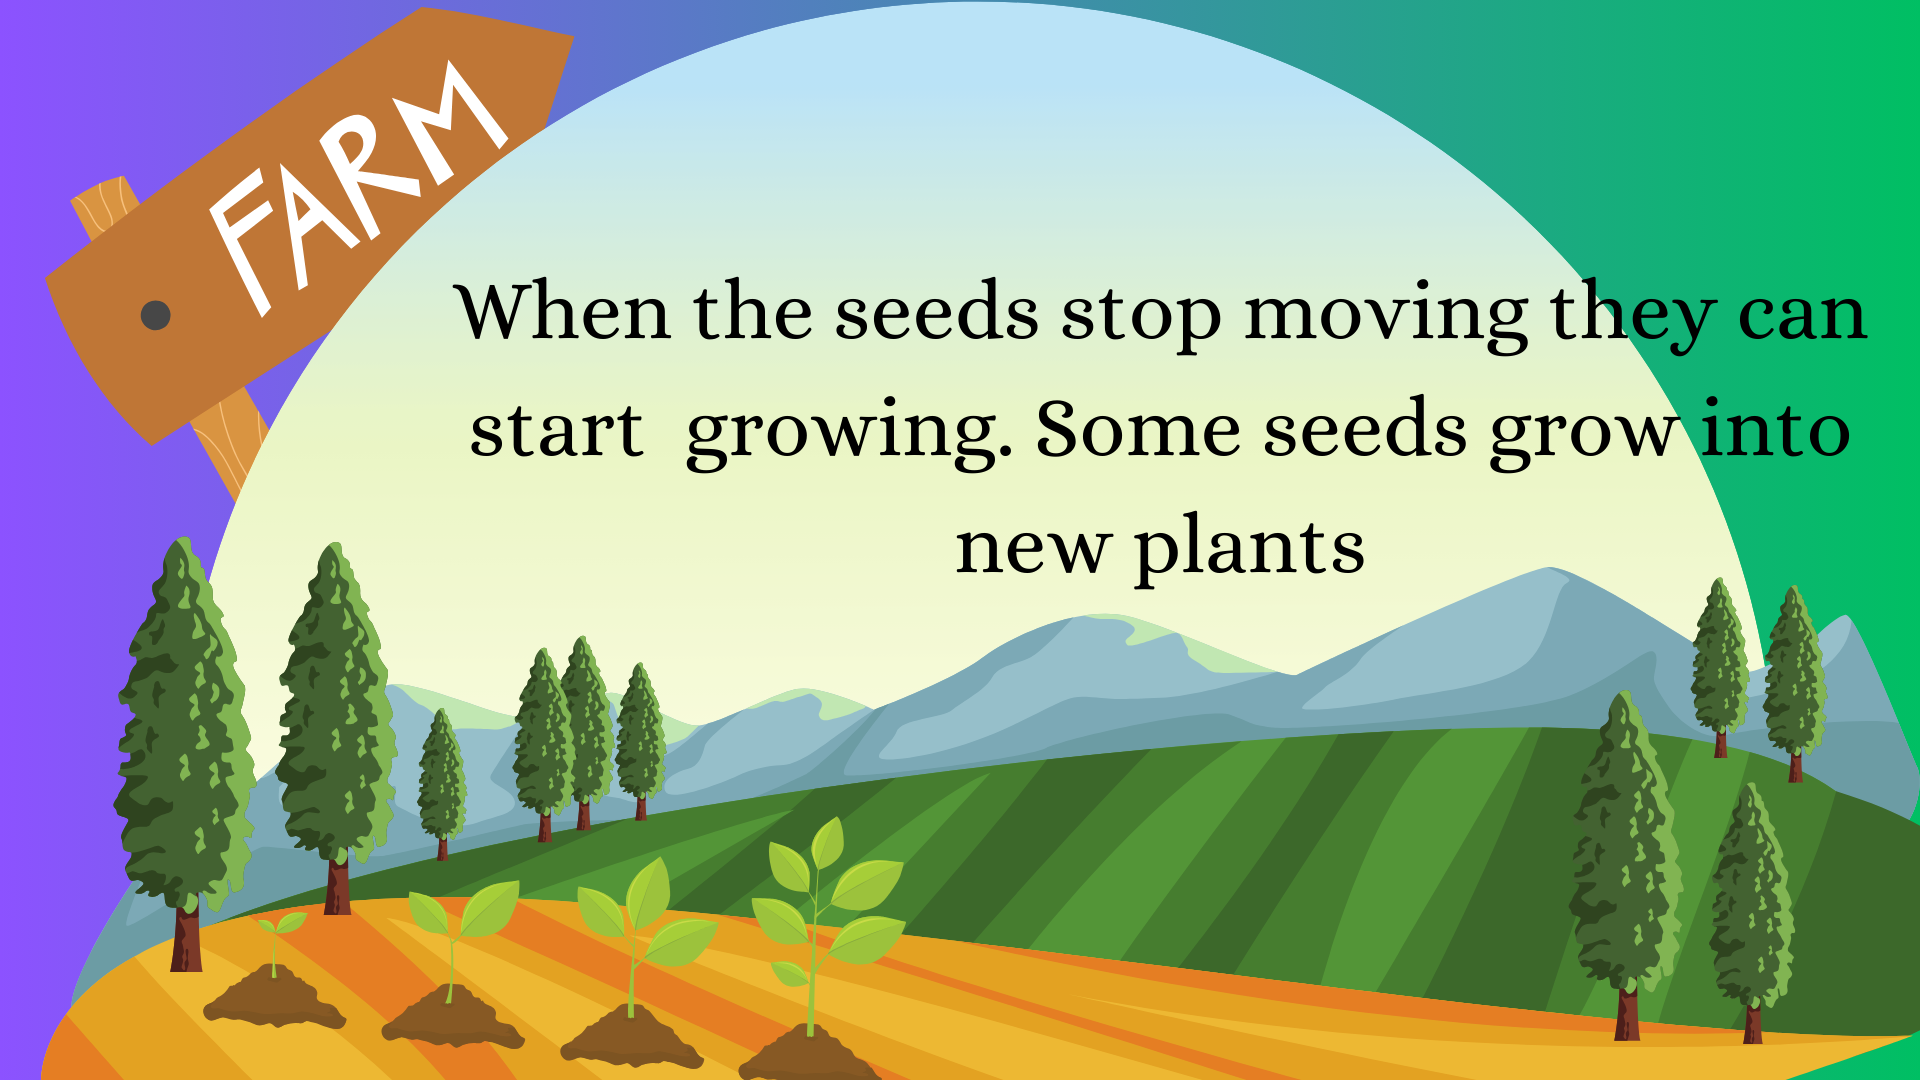 FARM
When the seeds stop moving they can
start  growing. Some seeds grow into
new plants